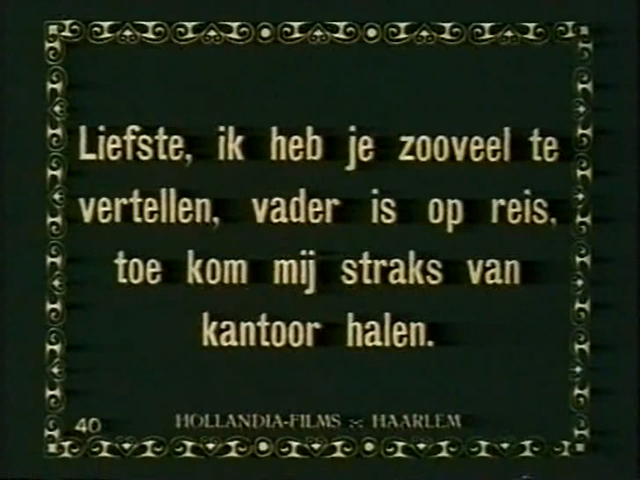 Liefste, ik heb je zooveel te
vertellen, vader is op reis,
toe kom mij straks van
kantoor halen.
40 HOLLANDIA-FILMS :-: HAARLEM